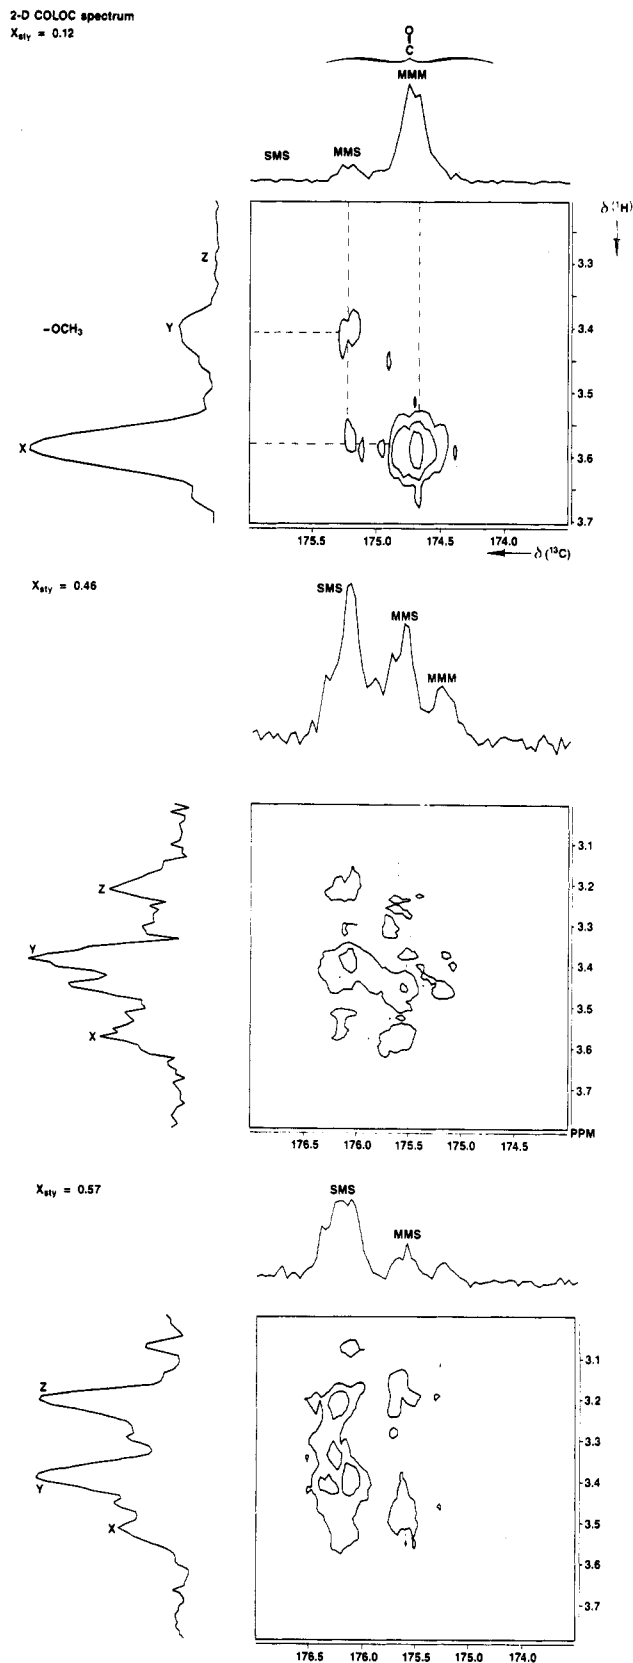 2-D COLOC spectrum
Xsty = 0.12
O
C
MMM
SMS
MMS
δ (¹H)
Z
3.3
-OCH₃
Y
3.4
3.5
X
3.6
3.7
175.5 175.0 174.5 174.0
δ (¹³C)
Xsty = 0.46
SMS
MMS
MMM
3.1
Z
3.2
3.3
Y
3.4
3.5
X
3.6
3.7
PPM
176.5 176.0 175.5 175.0 174.5
Xsty = 0.57
SMS
MMS
3.1
Z
3.2
3.3
3.4
Y
3.5
X
3.6
3.7
176.5 176.0 175.5 175.0 174.0